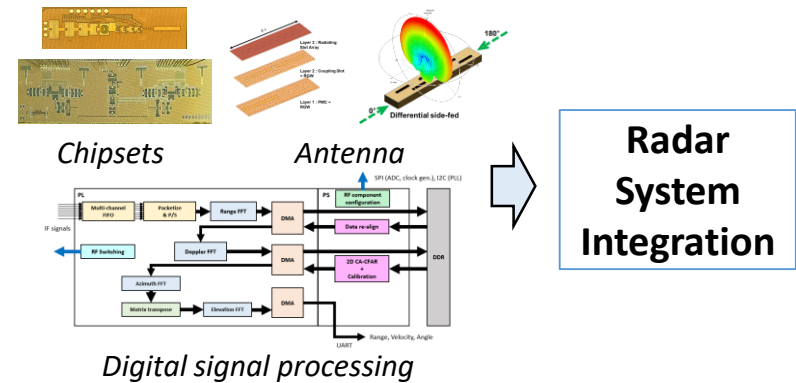 Layer 3 : Radiating
Slot Array
Layer 2 : Coupling Slot
+ RGW
Layer 1 : PMC +
RGW
180°
0°
Differential side-fed
Chipsets
Antenna
Radar
System
Integration
SPI (ADC, clock gen.), I2C (PLL)
PL
PS
RF component
configuration
Multi-channel
FIFO
Packetize
& P/S
Range FFT
DMA
Data re-align
IF signals
RF Switching
Doppler FFT
DMA
2D CA-CFAR
+
Calibration
DDR
Azimuth FFT
Matrix transpose
Elevation FFT
DMA
Range, Velocity, Angle
UART
Digital signal processing